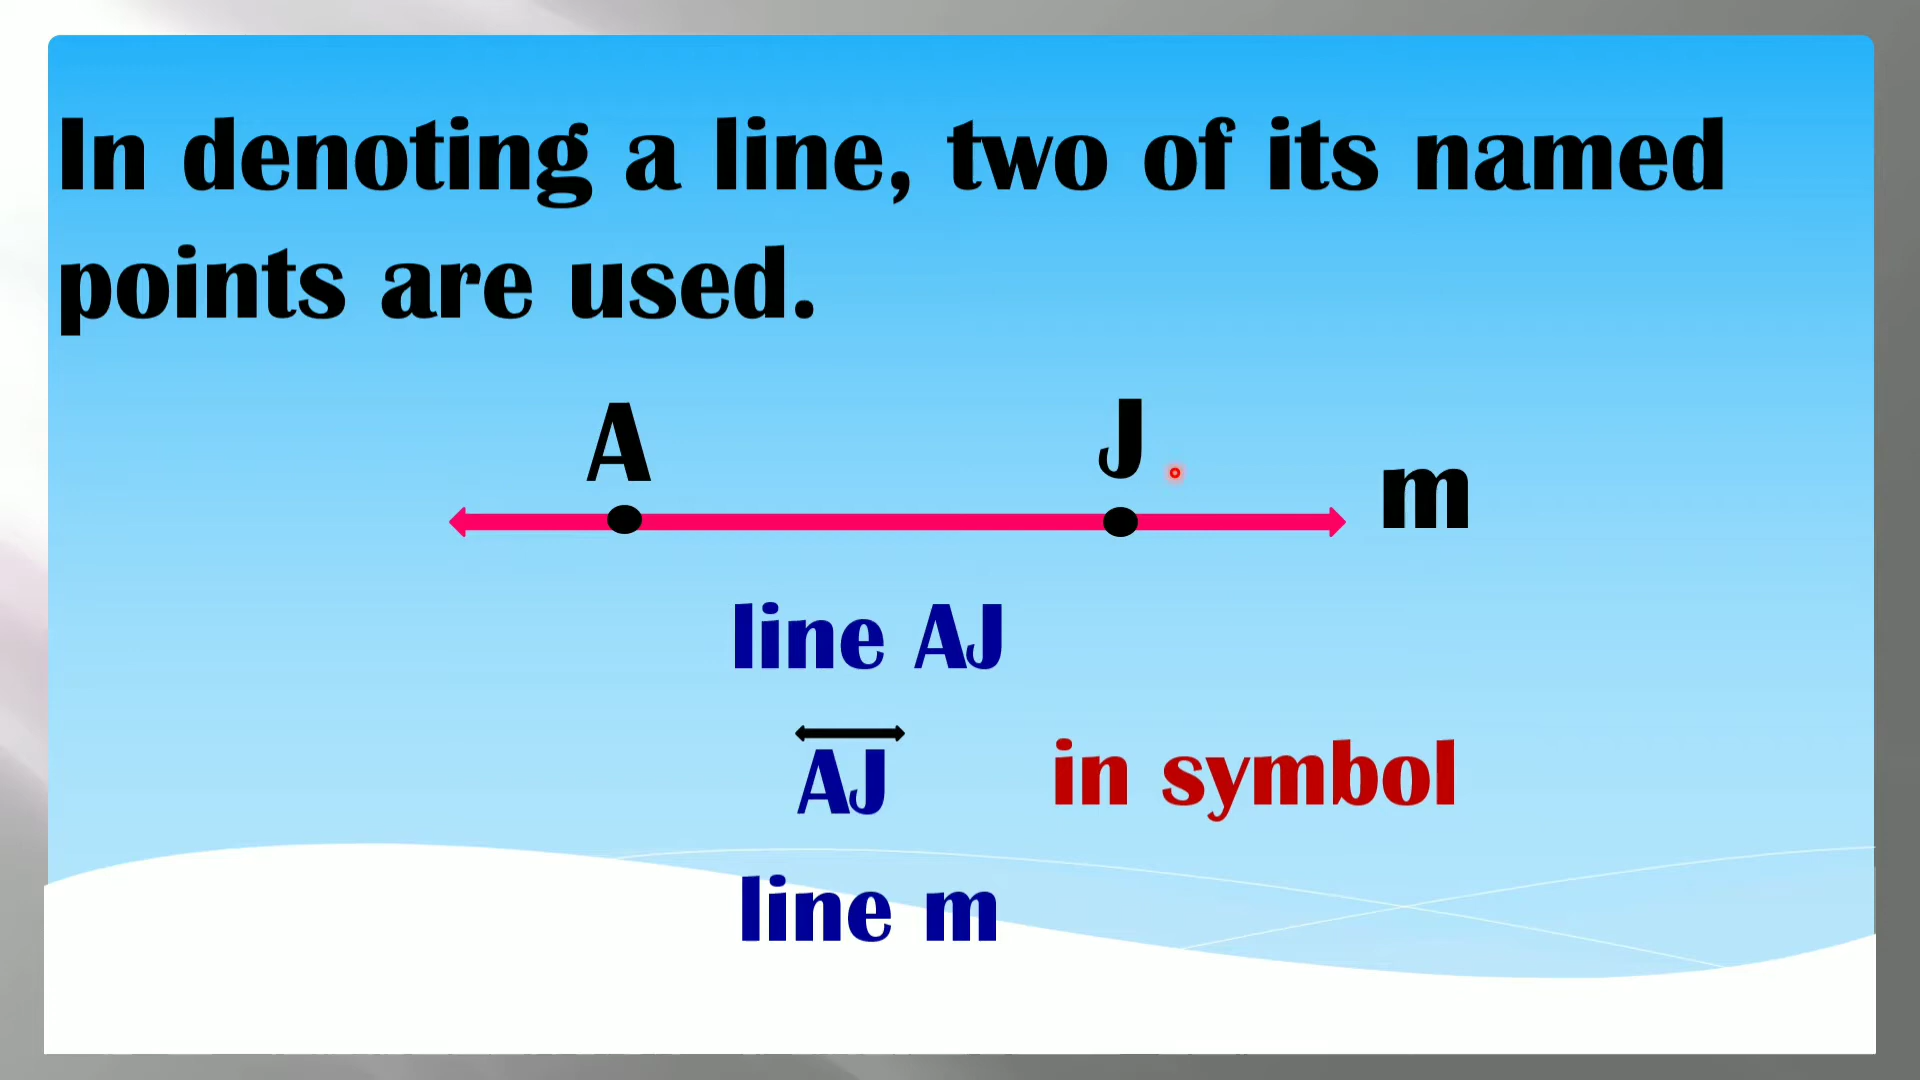 In denoting a line, two of its named
points are used.
A J
m
line AJ
AJ in symbol
line m